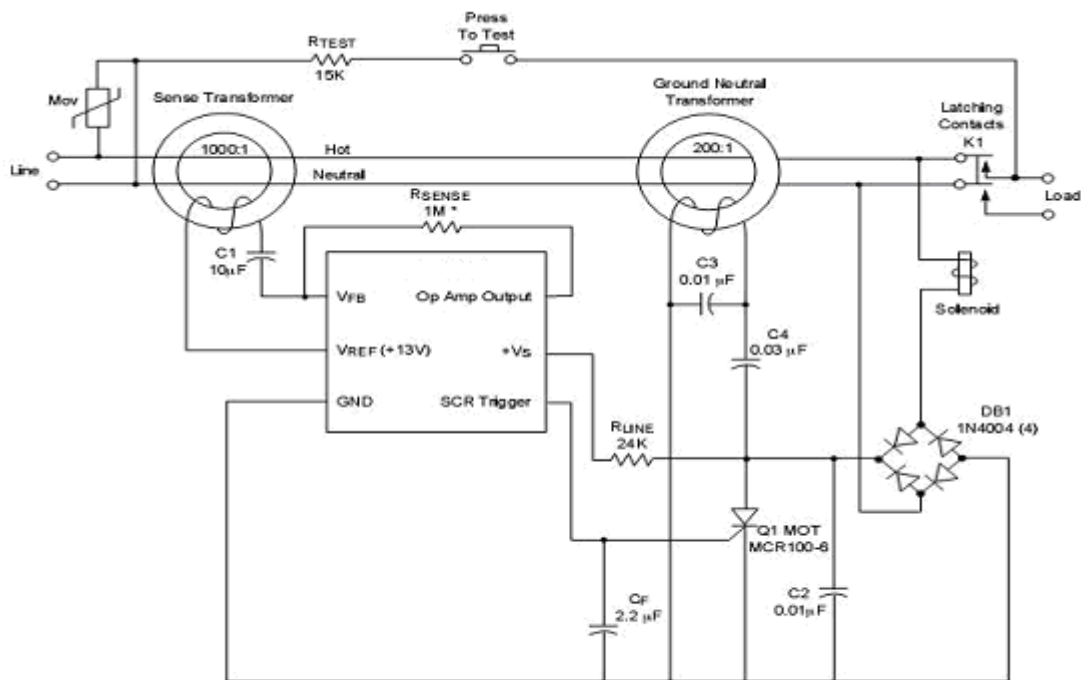 Press
To Test
RTEST
15K
Mov
Sense Transformer
Ground Neutral
Transformer
Latching
Contacts
K1
1000:1
Hot
200:1
Line
Neutral
Load
RSENSE
1M *
C1
10µF
C3
0.01 µF
Solenoid
VFB
Op Amp Output
C4
0.03 µF
VREF (+13V)
+VS
GND
SCR Trigger
RLINE
24K
DB1
1N4004 (4)
Q1 MOT
MCR100-6
CF
2.2 µF
C2
0.01µF